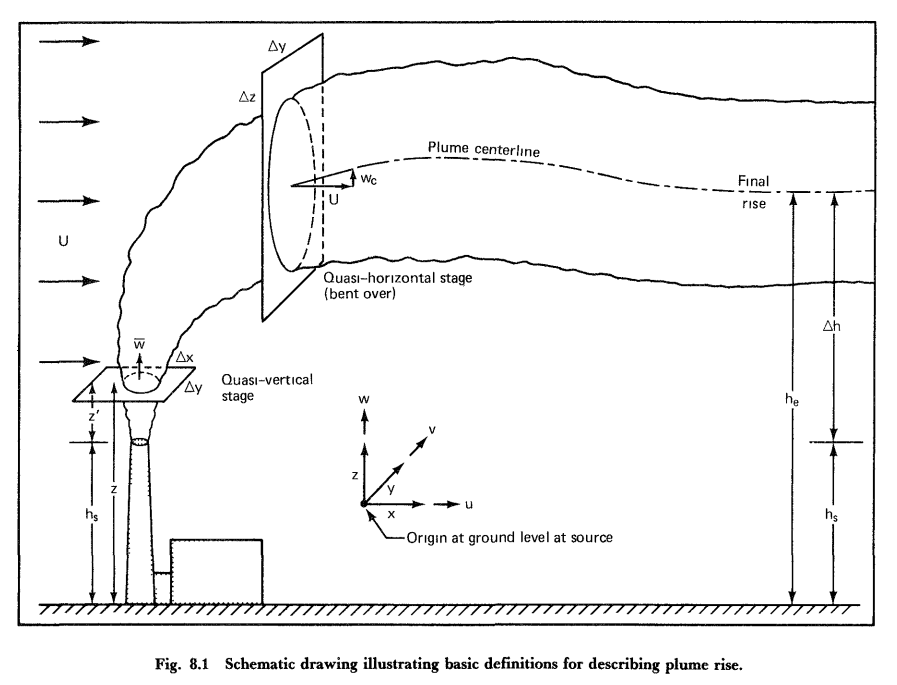 Δy
Δz
Plume centerline
w_c
U
Final
rise
U
Quasi-horizontal stage
(bent over)
w̅
Δx
Δy
Quasi-vertical
stage
Δh
z'
h_e
w
v
z
y
z
x
u
h_s
h_s
Origin at ground level at source
Fig. 8.1 Schematic drawing illustrating basic definitions for describing plume rise.